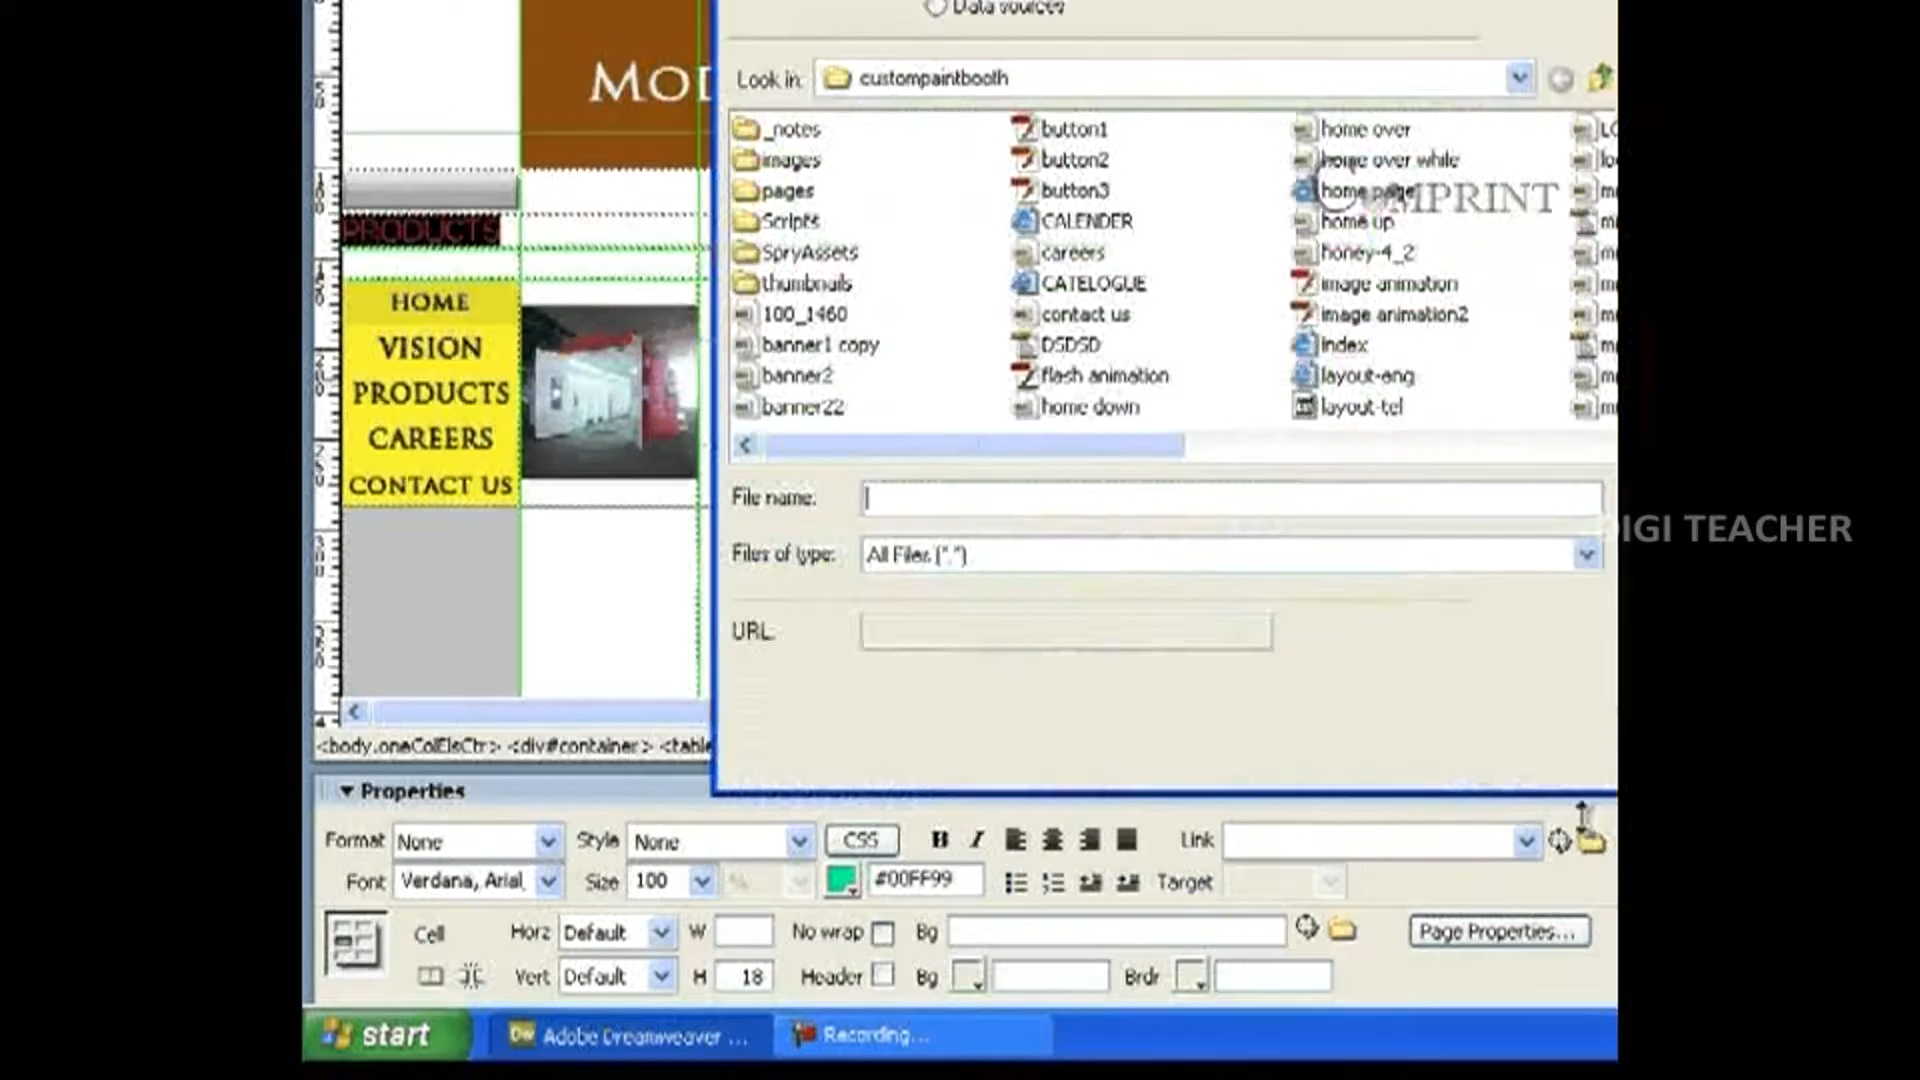 Data sources
MOD
Look in: custompaintbooth
_notes
images
pages
Scripts
SpryAssets
thumbnails
100_1460
banner1 copy
banner2
banner22
button1
button2
button3
CALENDER
careers
CATELOGUE
contact us
DSDSD
flash animation
home down
home over
home over while
home page
home up
honey-4_2
image animation
image animation2
index
layout-eng
layout-tel
COMPRINT
PRODUCTS
HOME
VISION
PRODUCTS
CAREERS
CONTACT US
File name:
Files of type: All Files (*.*)
URL:
DIGI TEACHER
<body.oneColElsCtr> <div#container> <table
Properties
Format None Style None CSS B I Link
Font Verdana, Arial, Size 100 % #00FF99 Target
Cell Horz Default W No wrap Bg Page Properties...
Vert Default H 18 Header Bg Brdr
start Dw Adobe Dreamweaver ... Recording...